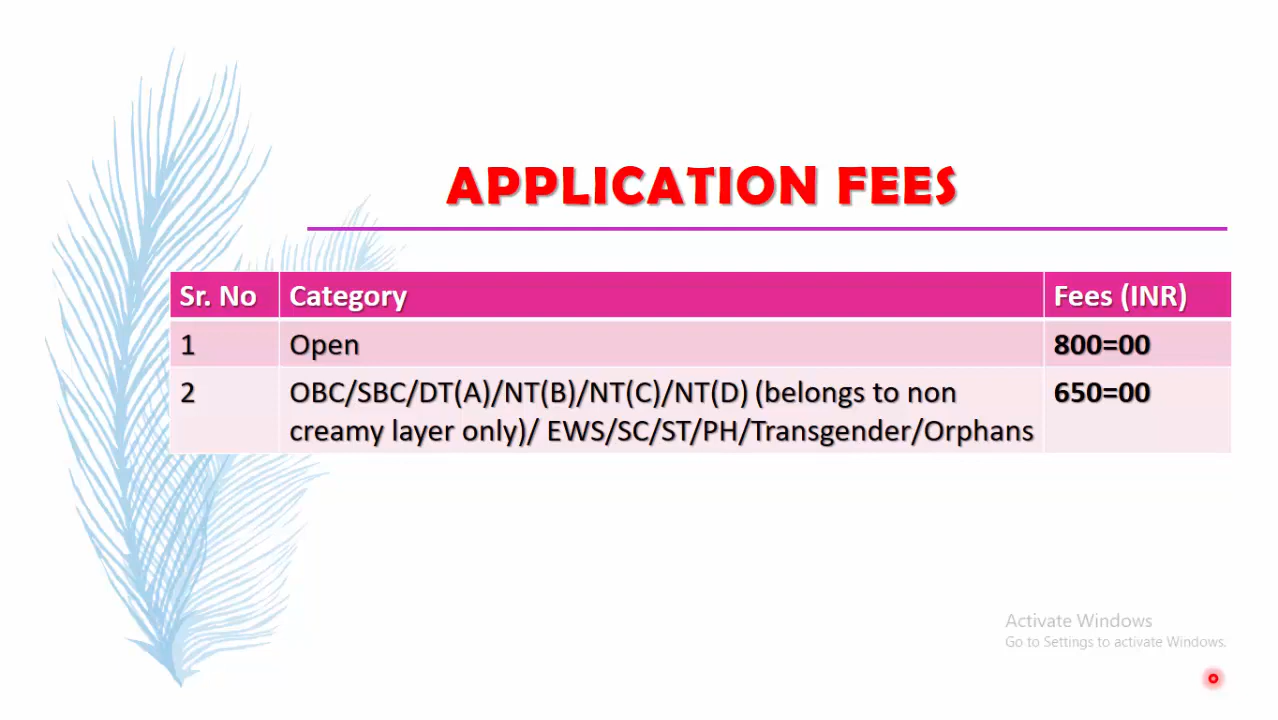 APPLICATION FEES
Sr. No Category Fees (INR)
1 Open 800=00
2 OBC/SBC/DT(A)/NT(B)/NT(C)/NT(D) (belongs to non 650=00
creamy layer only)/ EWS/SC/ST/PH/Transgender/Orphans
Activate Windows
Go to Settings to activate Windows.